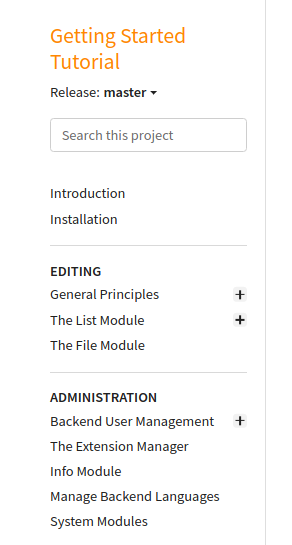 Getting Started
Tutorial
Release: master
Search this project
Introduction
Installation
EDITING
General Principles
The List Module
The File Module
ADMINISTRATION
Backend User Management
The Extension Manager
Info Module
Manage Backend Languages
System Modules